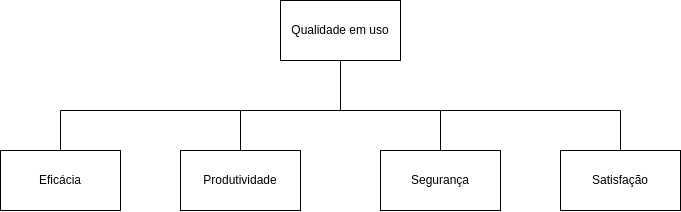 Qualidade em uso
Eficácia
Produtividade
Segurança
Satisfação